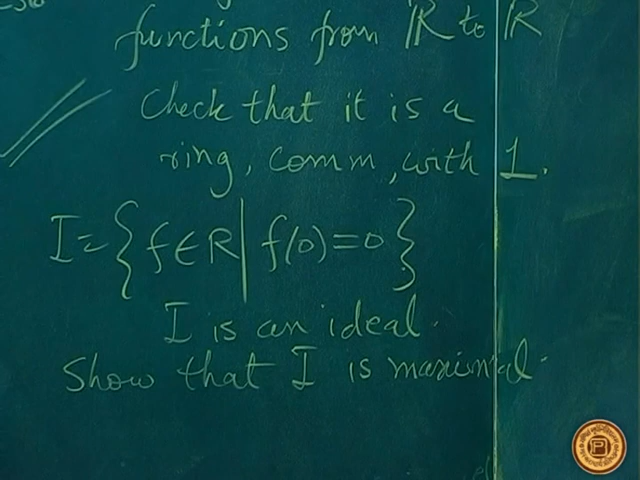 functions from ℝ to ℝ
Check that it is a
ring, comm, with 1.
I = { f ∈ R | f(0) = 0 }
I is an ideal.
Show that I is maximal.